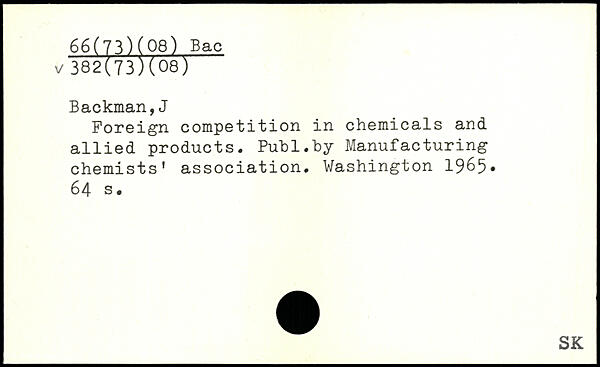 66(73)(08) Bac
v 382(73)(08)
Backman,J
Foreign competition in chemicals and
allied products. Publ.by Manufacturing
chemists' association. Washington 1965.
64 s.
SK